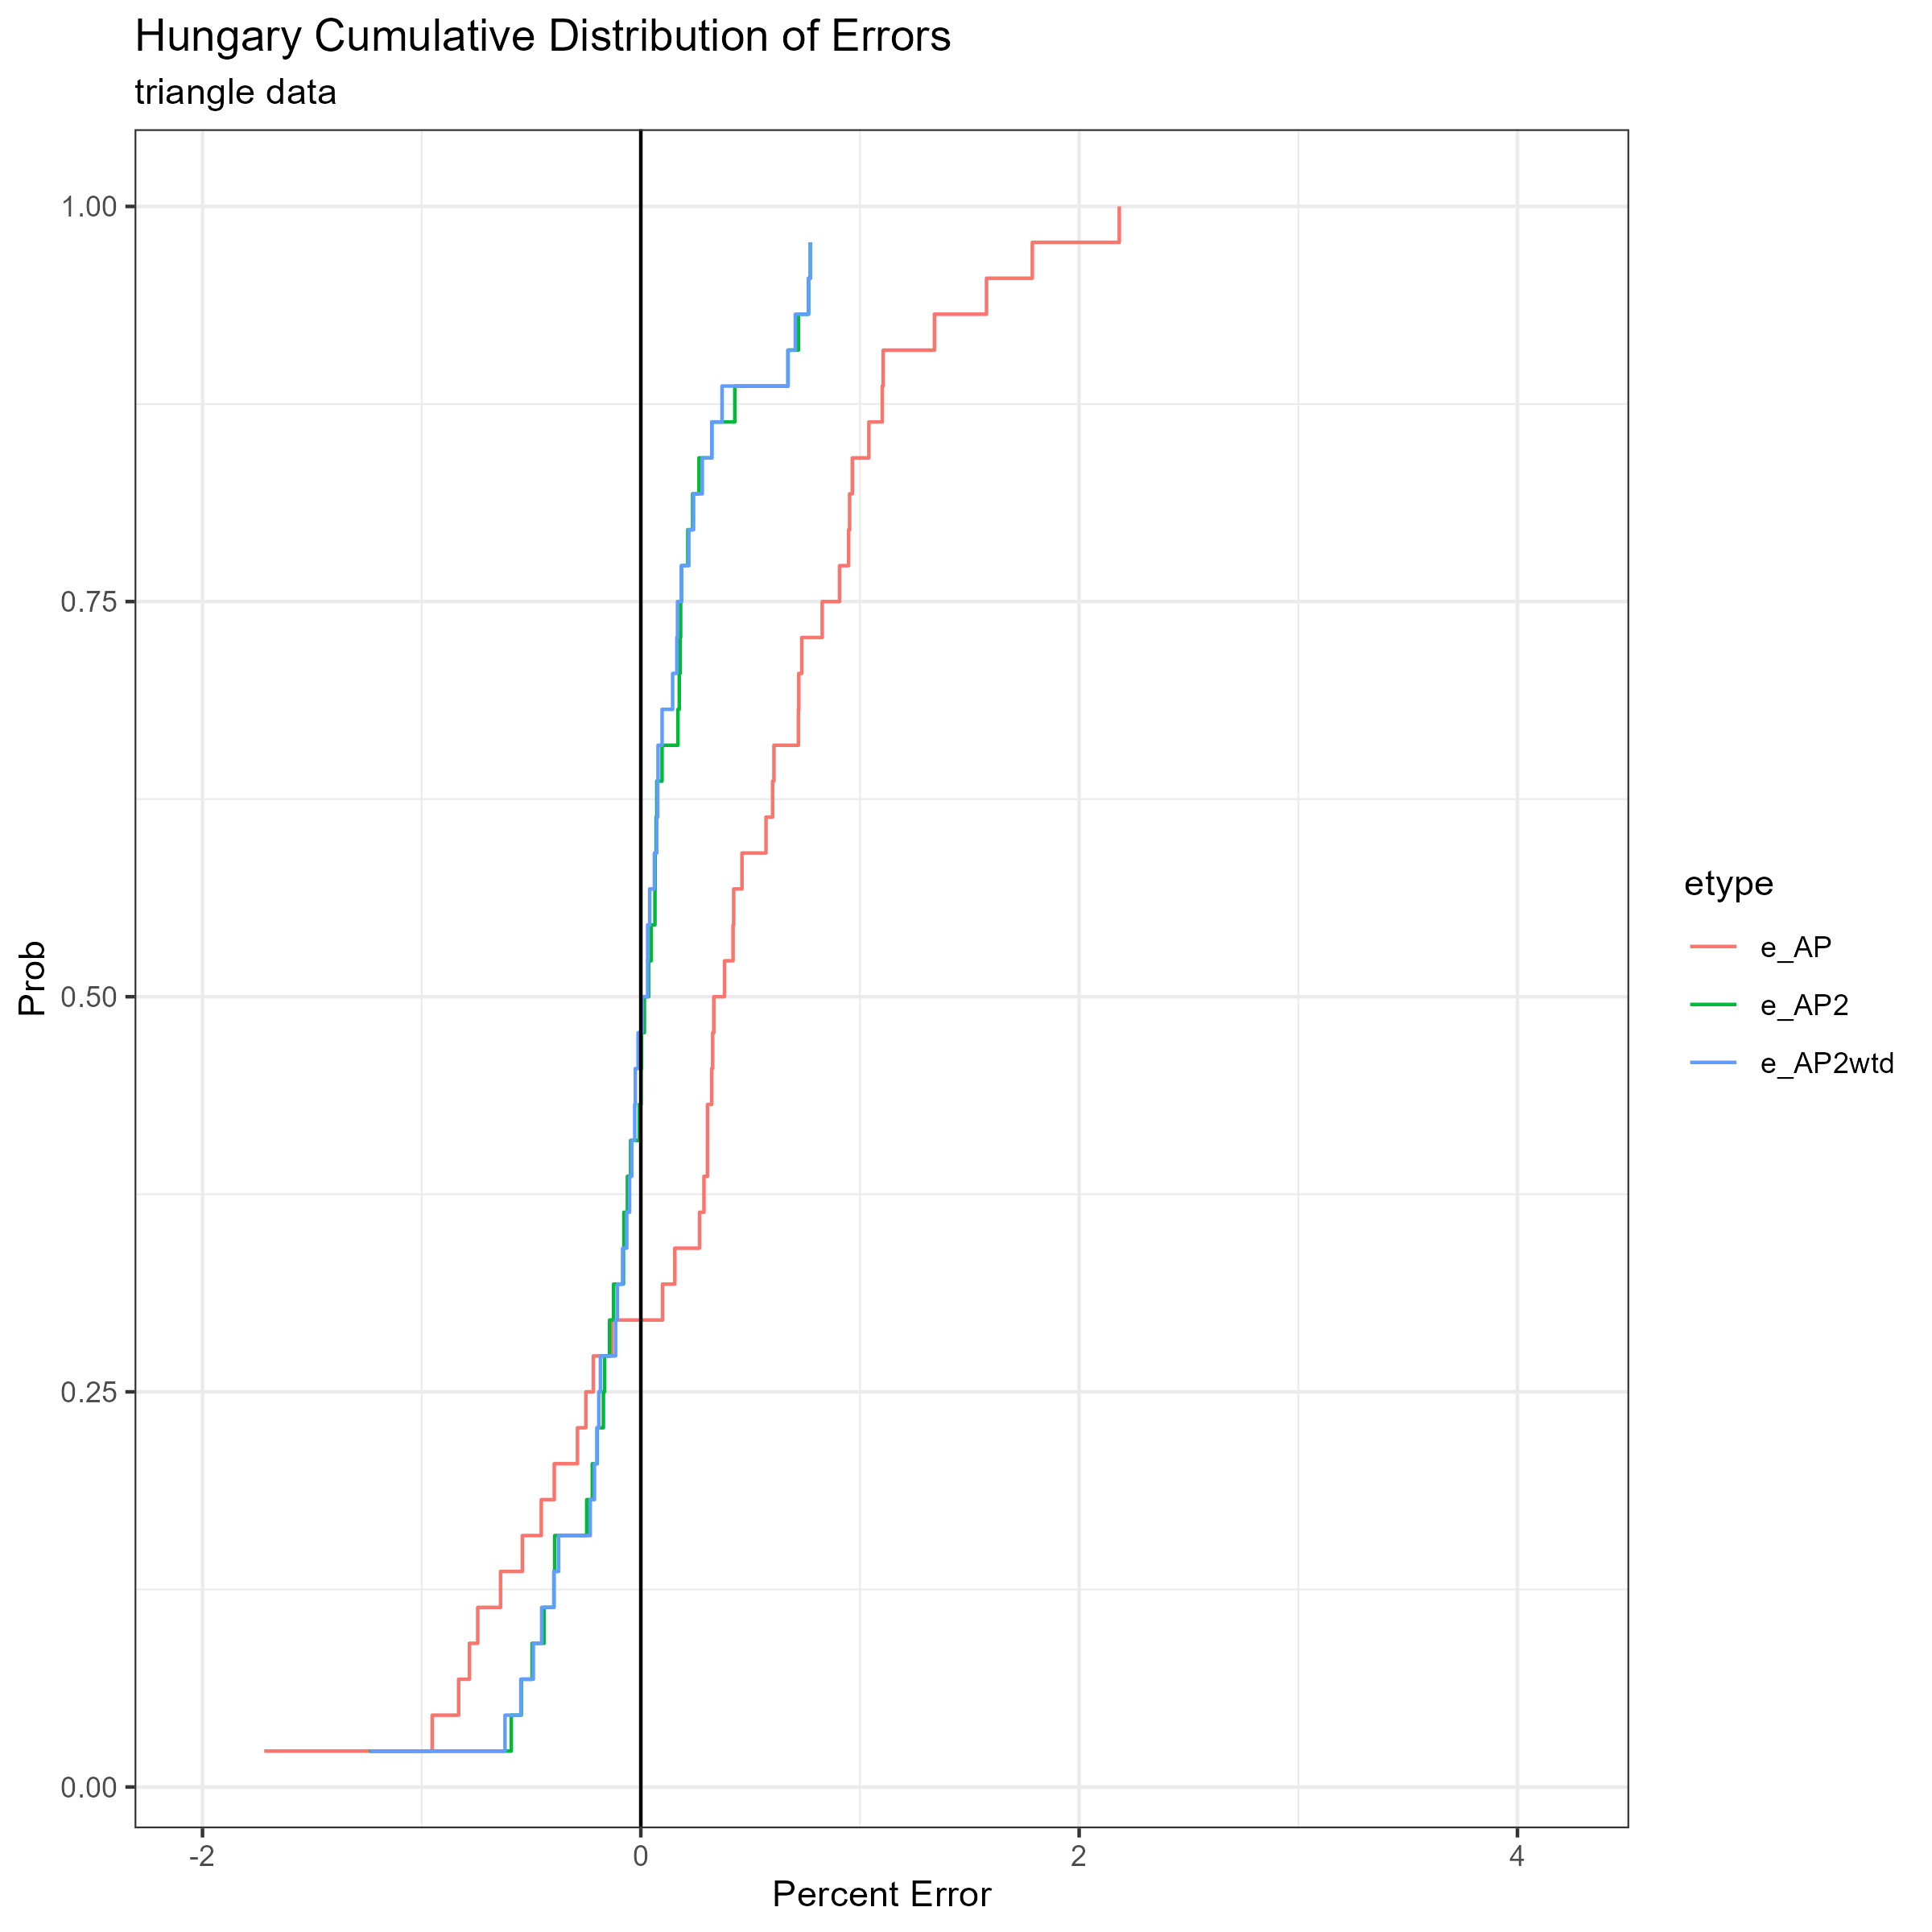 Hungary Cumulative Distribution of Errors
triangle data
1.00
0.75
0.50
0.25
0.00
Prob
-2
0
2
4
Percent Error
etype
e_AP
e_AP2
e_AP2wtd